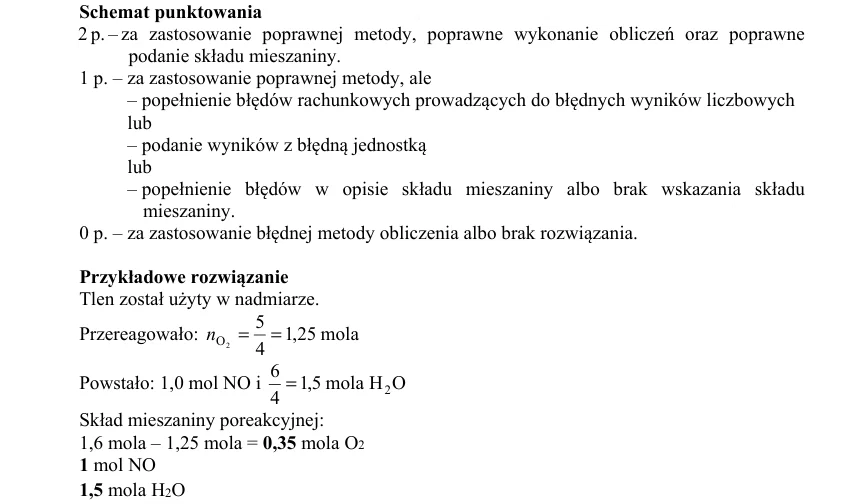 Schemat punktowania
2 p. – za zastosowanie poprawnej metody, poprawne wykonanie obliczeń oraz poprawne
podanie składu mieszaniny.
1 p. – za zastosowanie poprawnej metody, ale
– popełnienie błędów rachunkowych prowadzących do błędnych wyników liczbowych
lub
– podanie wyników z błędną jednostką
lub
– popełnienie błędów w opisie składu mieszaniny albo brak wskazania składu
mieszaniny.
0 p. – za zastosowanie błędnej metody obliczenia albo brak rozwiązania.
Przykładowe rozwiązanie
Tlen został użyty w nadmiarze.
Przereagowało: n_O₂ = 5/4 = 1,25 mola
Powstało: 1,0 mol NO i 6/4 = 1,5 mola H₂O
Skład mieszaniny poreakcyjnej:
1,6 mola – 1,25 mola = 0,35 mola O₂
1 mol NO
1,5 mola H₂O